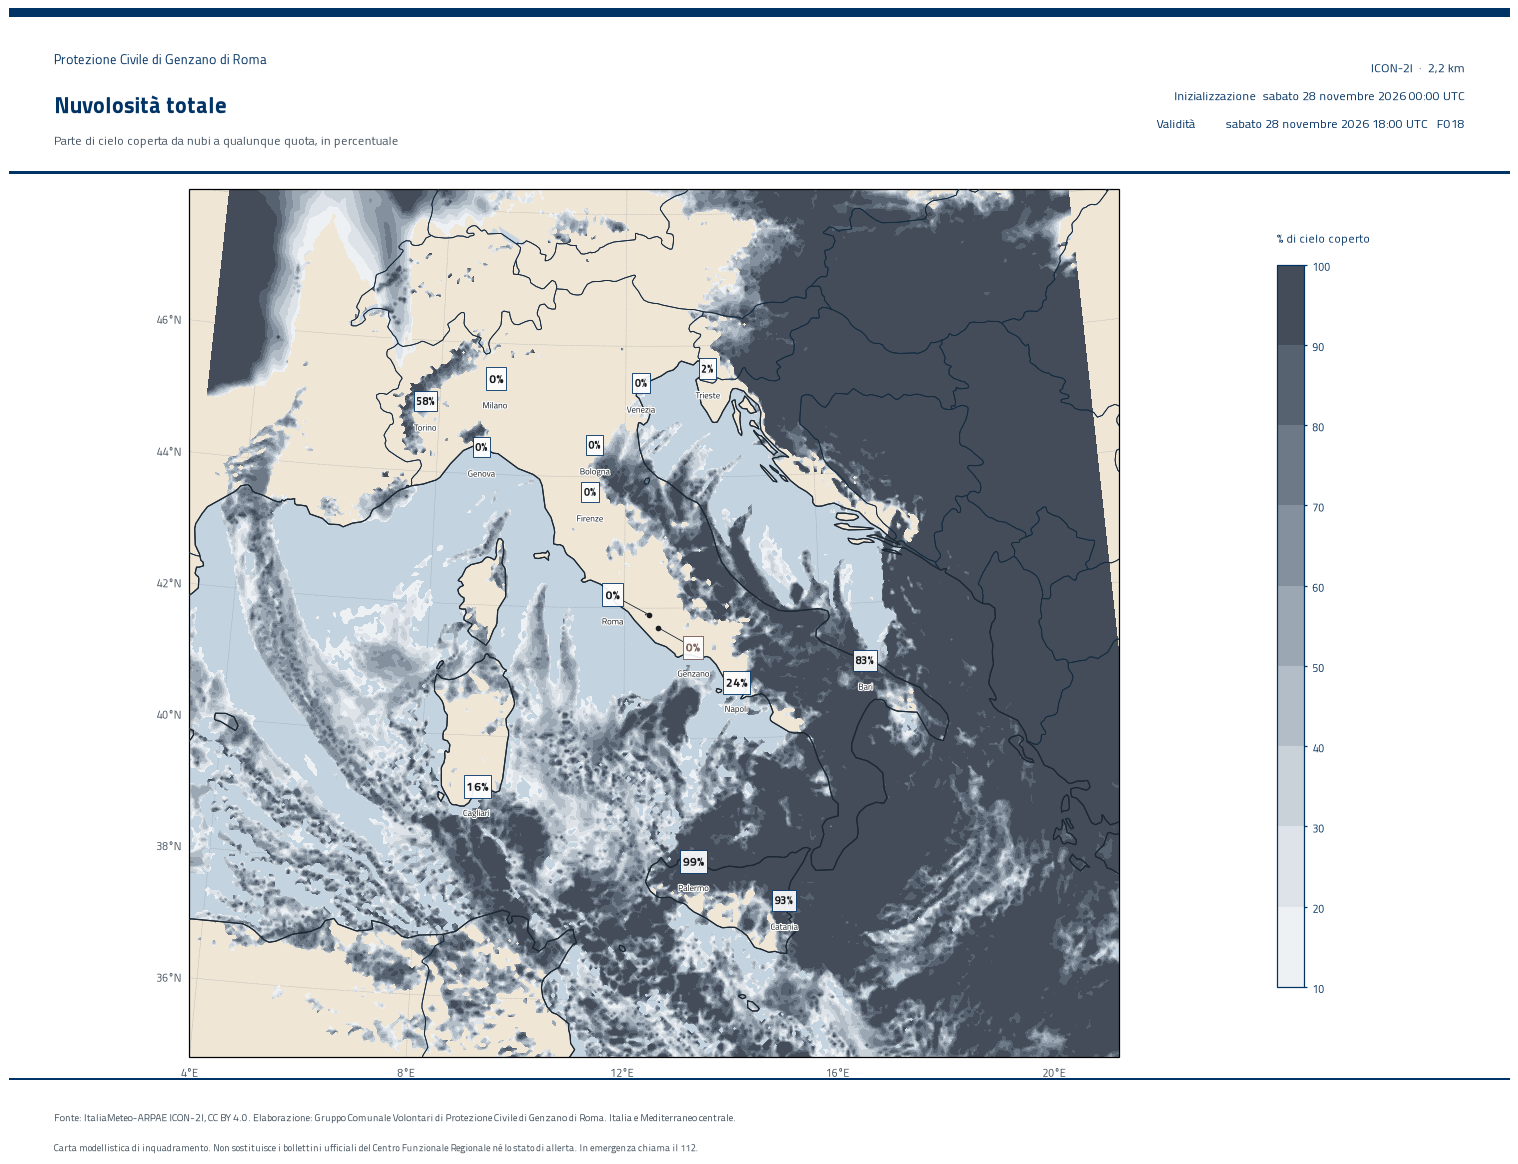 Protezione Civile di Genzano di Roma
Nuvolosità totale
Parte di cielo coperta da nubi a qualunque quota, in percentuale
ICON-2I · 2,2 km
Inizializzazione sabato 28 novembre 2026 00:00 UTC
Validità sabato 28 novembre 2026 18:00 UTC F018
% di cielo coperto
100
90
80
70
60
50
40
30
20
10
46°N
44°N
42°N
40°N
38°N
36°N
4°E
8°E
12°E
16°E
20°E
2%
Trieste
0%
Venezia
0%
Milano
58%
Torino
0%
Genova
0%
Bologna
0%
Firenze
0%
Roma
0%
Genzano
24%
Napoli
83%
Bari
16%
Cagliari
99%
Palermo
93%
Catania
Fonte: ItaliaMeteo-ARPAE ICON-2I, CC BY 4.0. Elaborazione: Gruppo Comunale Volontari di Protezione Civile di Genzano di Roma. Italia e Mediterraneo centrale.
Carta modellistica di inquadramento. Non sostituisce i bollettini ufficiali del Centro Funzionale Regionale né lo stato di allerta. In emergenza chiama il 112.